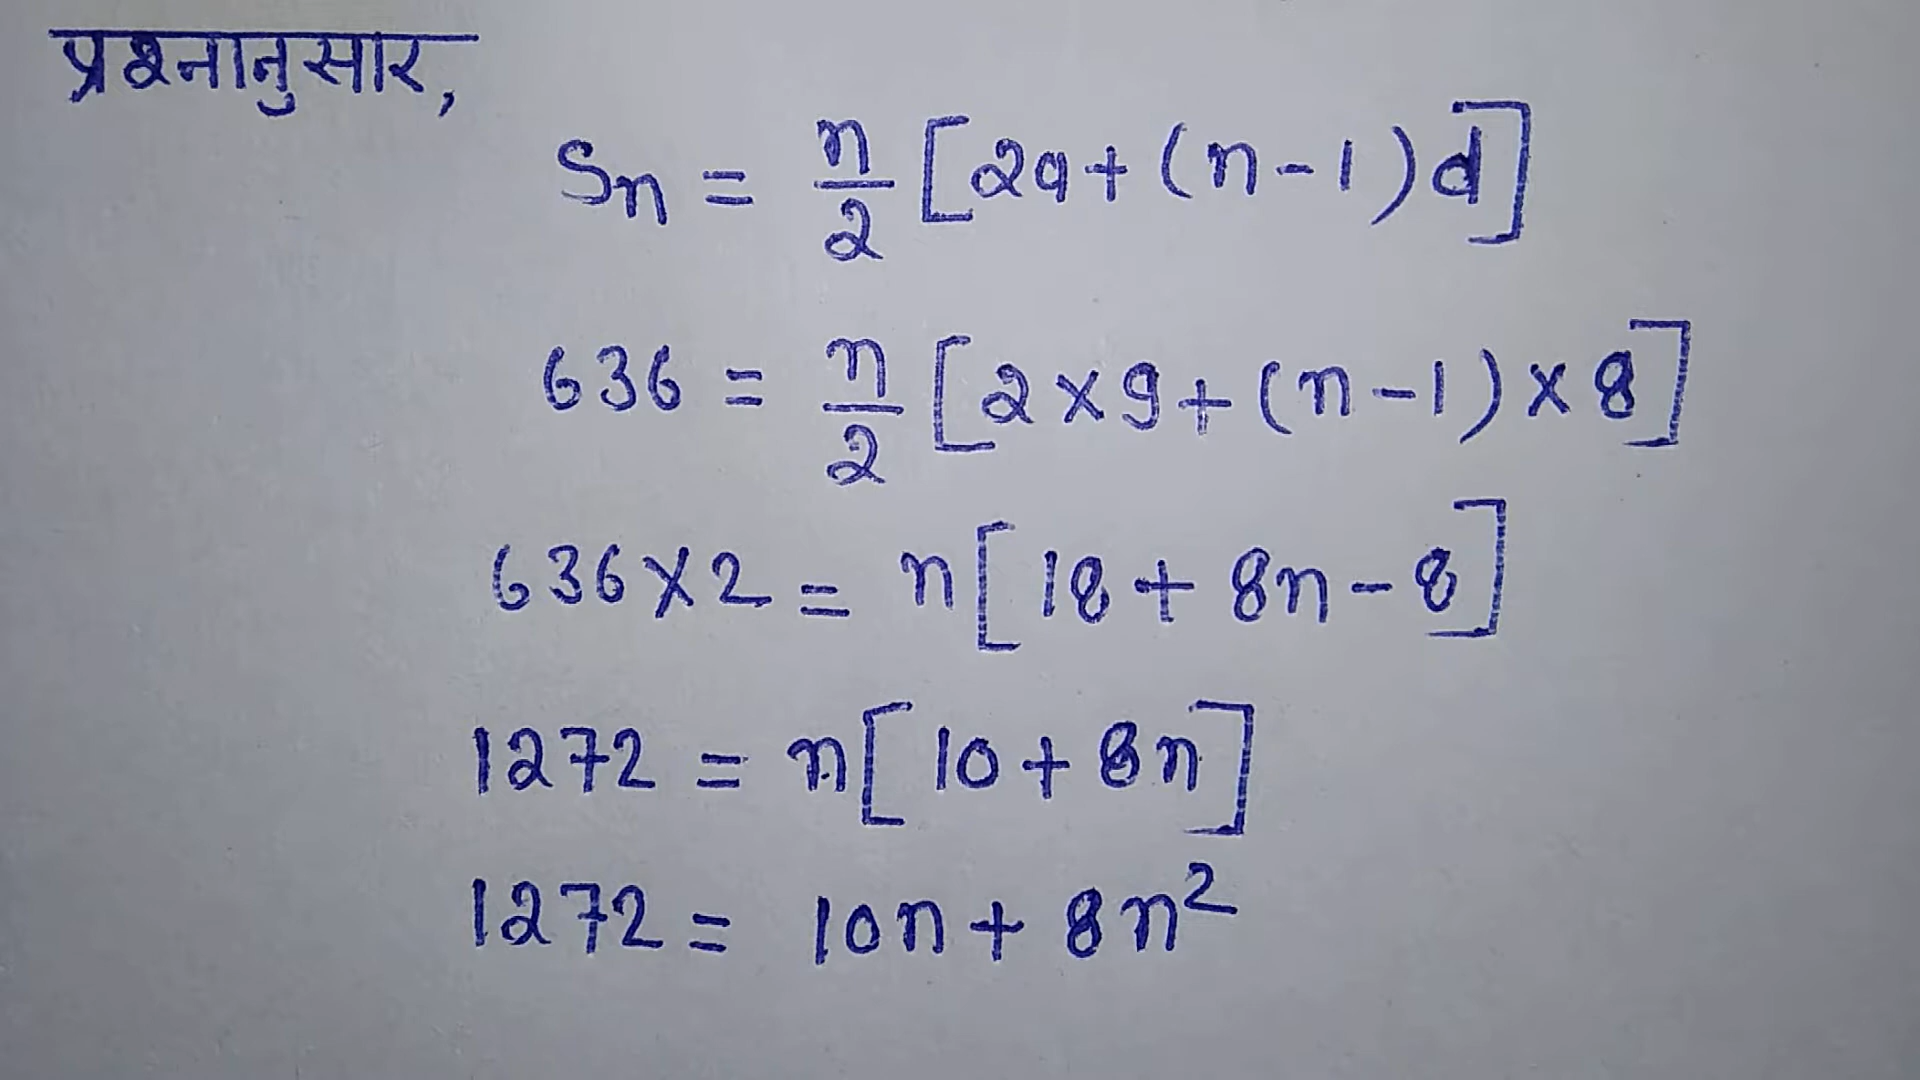 प्रश्नानुसार,
Sn = n/2 [2a + (n-1)d]
636 = n/2 [2×9 + (n-1)×8]
636×2 = n[18 + 8n - 8]
1272 = n[10 + 8n]
1272 = 10n + 8n²